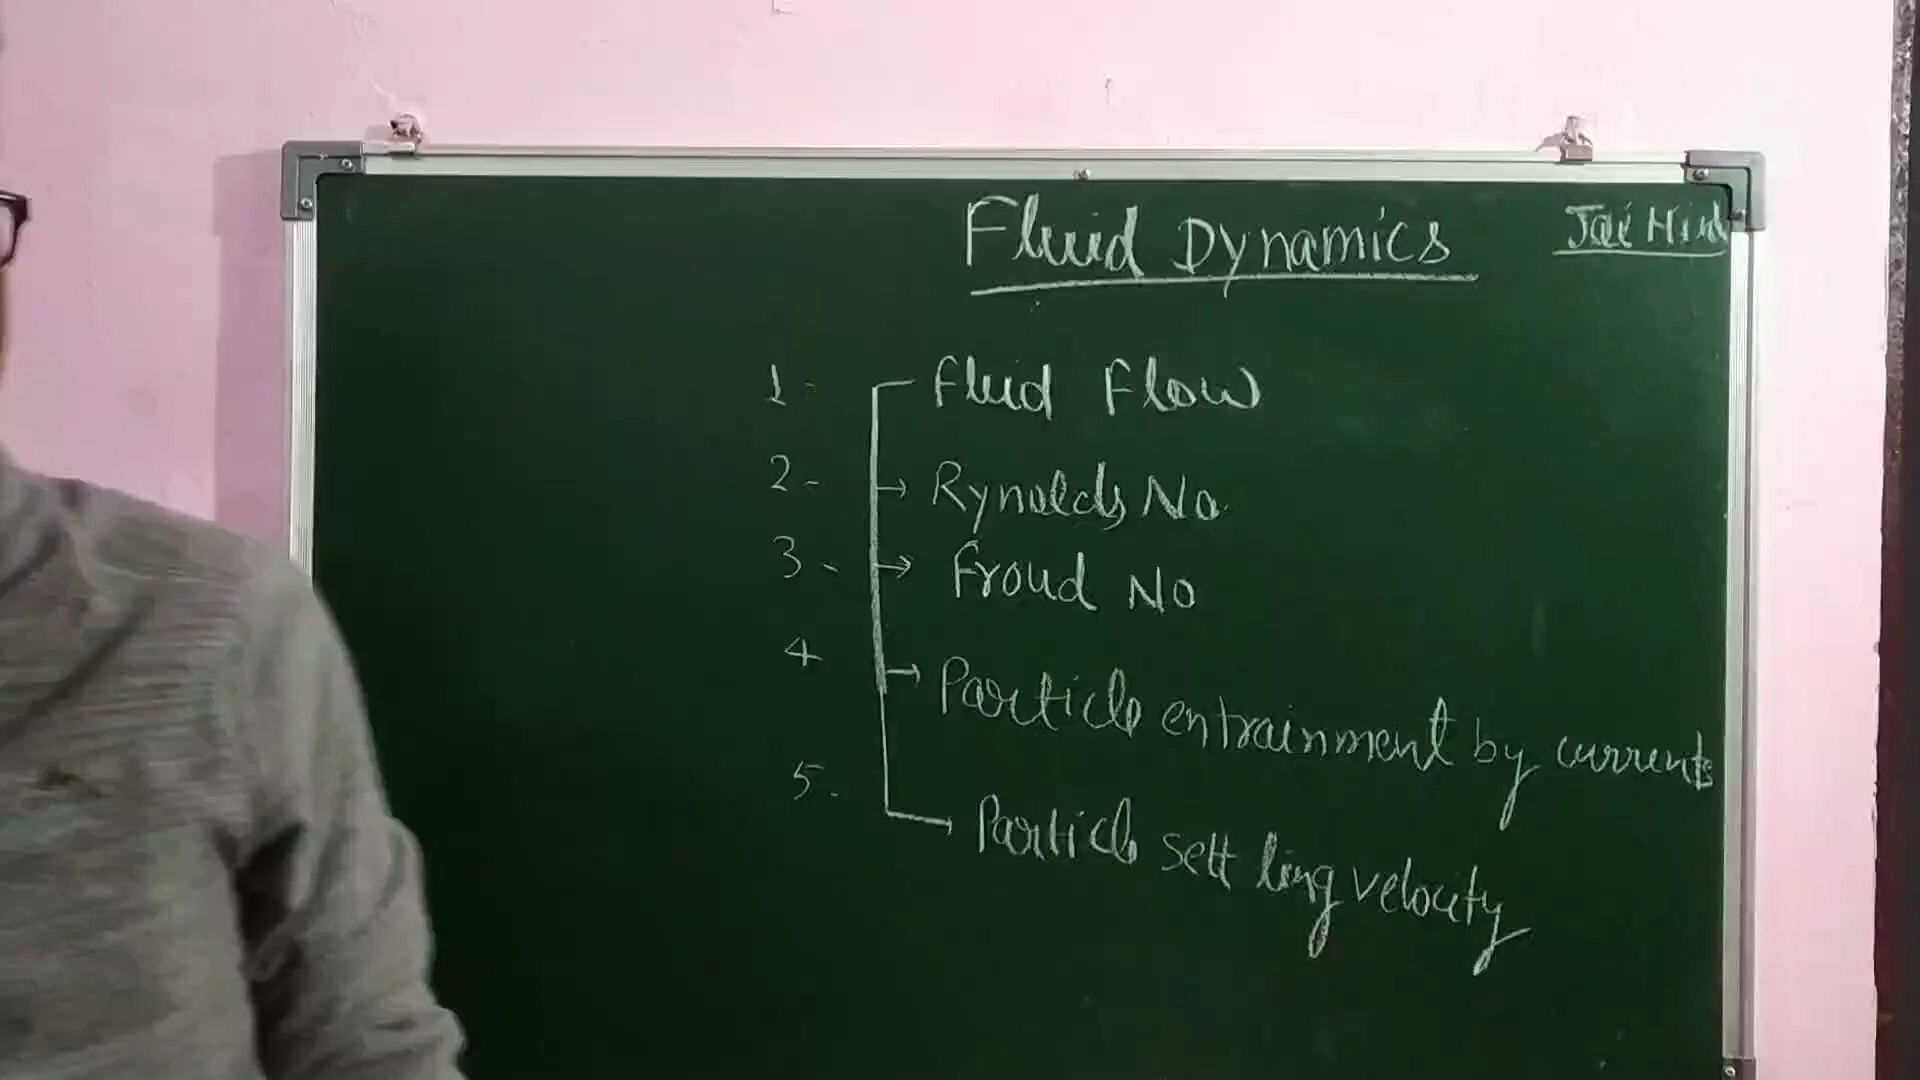 Fluid Dynamics
Jai Hind
1 - Fluid Flow
2 - → Rynolds No.
3 - → Froud No
4 → Particle entrainment by currents
5 - → Particle settling velocity